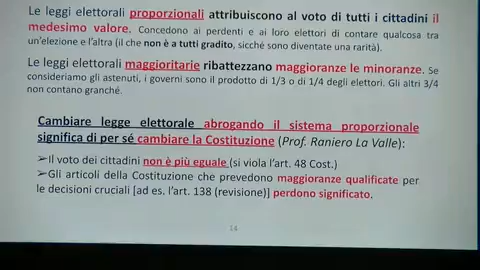 Le leggi elettorali proporzionali attribuiscono al voto di tutti i cittadini il
medesimo valore. Concedono ai perdenti e ai loro elettori di contare qualcosa tra
un'elezione e l'altra (il che non è a tutti gradito, sicché sono diventate una rarità).
Le leggi elettorali maggioritarie ribattezzano maggioranze le minoranze. Se
consideriamo gli astenuti, i governi sono il prodotto di 1/3 o di 1/4 degli elettori. Gli altri 3/4
non contano granché.
Cambiare legge elettorale abrogando il sistema proporzionale
significa di per sé cambiare la Costituzione (Prof. Raniero La Valle):
➢Il voto dei cittadini non è più eguale (si viola l'art. 48 Cost.)
➢Gli articoli della Costituzione che prevedono maggioranze qualificate per
le decisioni cruciali [ad es. l'art. 138 (revisione)] perdono significato.
14